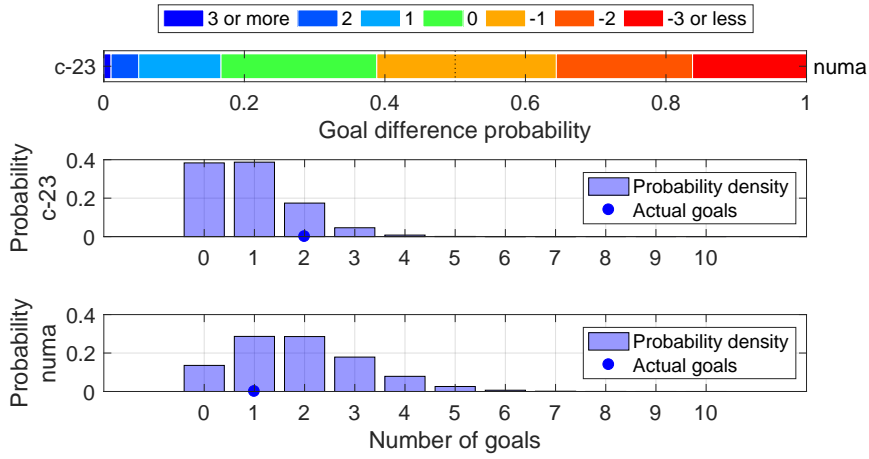 3 or more 2 1 0 -1 -2 -3 or less
c-23 numa
0 0.2 0.4 0.6 0.8 1
Goal difference probability
Probability
c-23
0.4
0.2
0
Probability density
Actual goals
0 1 2 3 4 5 6 7 8 9 10
Probability
numa
0.4
0.2
0
Probability density
Actual goals
0 1 2 3 4 5 6 7 8 9 10
Number of goals